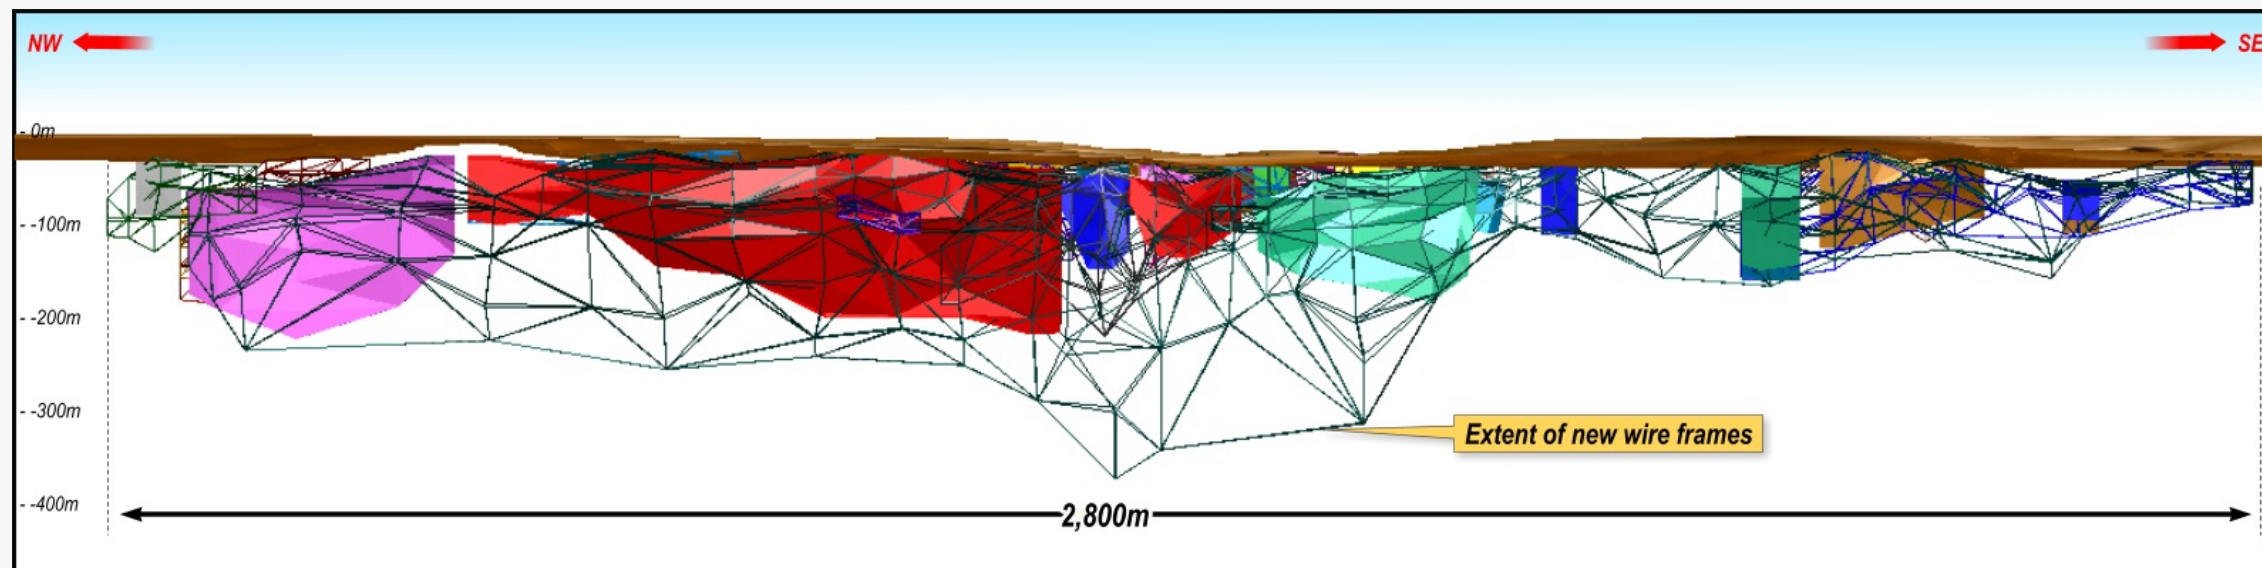 NW
SE
- 0m
- -100m
- -200m
- -300m
- -400m
Extent of new wire frames
2,800m